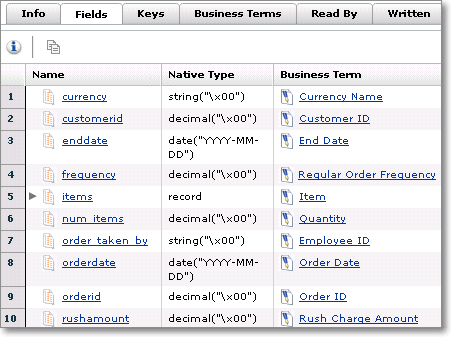 Info Fields Keys Business Terms Read By Written
Name Native Type Business Term
1 currency string("\x00") Currency Name
2 customerid decimal("\x00") Customer ID
3 enddate date("YYYY-MM- End Date
DD")
4 frequency decimal("\x00") Regular Order Frequency
5 items record Item
6 num_items decimal("\x00") Quantity
7 order_taken_by string("\x00") Employee ID
8 orderdate date("YYYY-MM- Order Date
DD")
9 orderid decimal("\x00") Order ID
10 rushamount decimal("\x00") Rush Charge Amount